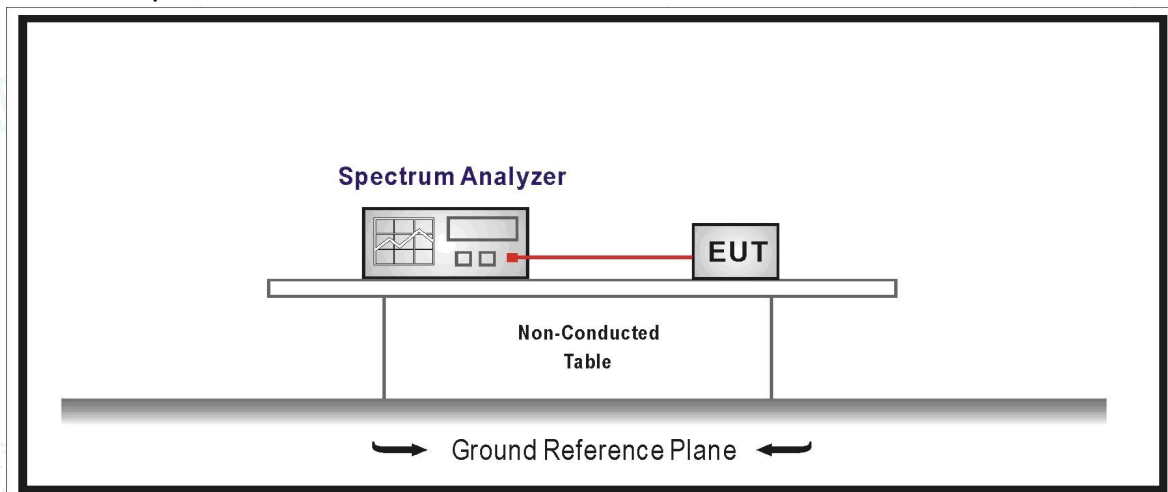 Spectrum Analyzer
EUT
Non-Conducted
Table
Ground Reference Plane